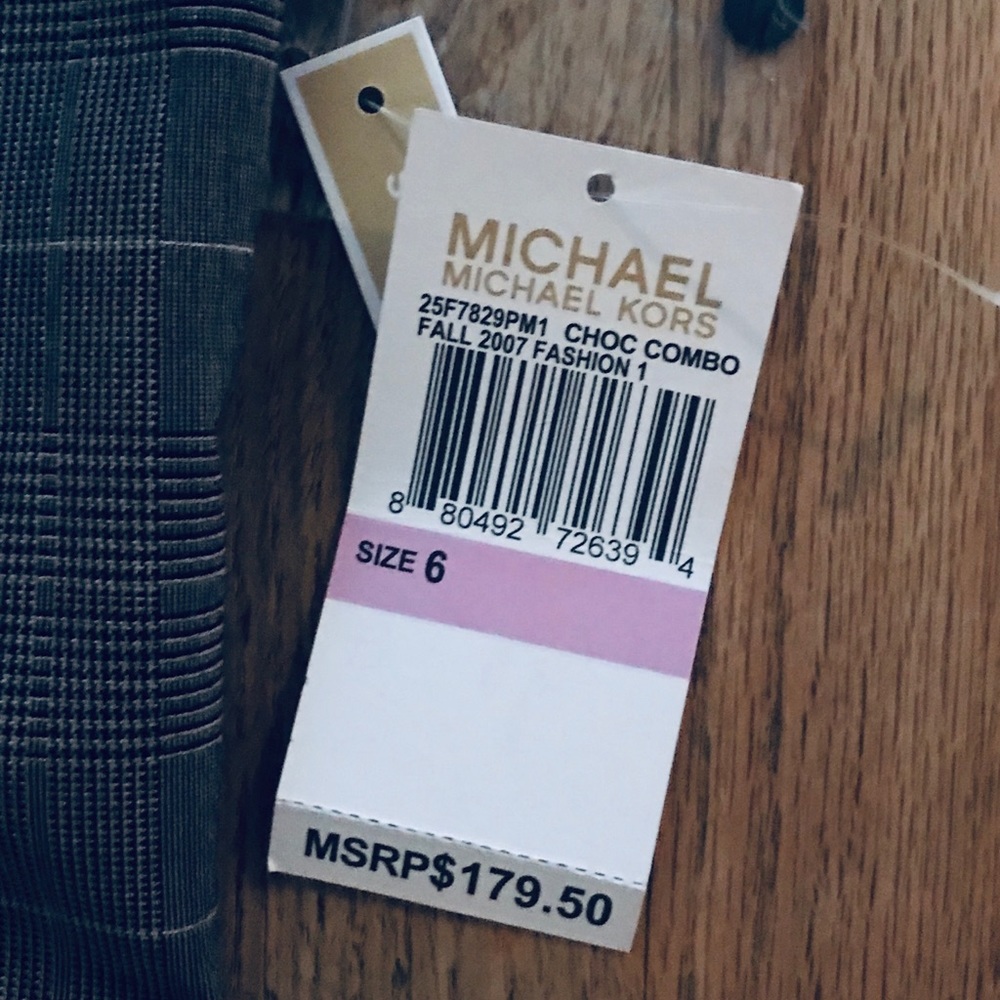 MICHAEL
MICHAEL KORS
25F7829PM1 CHOC COMBO
FALL 2007 FASHION 1
8 80492 72639 4
SIZE 6
MSRP$179.50